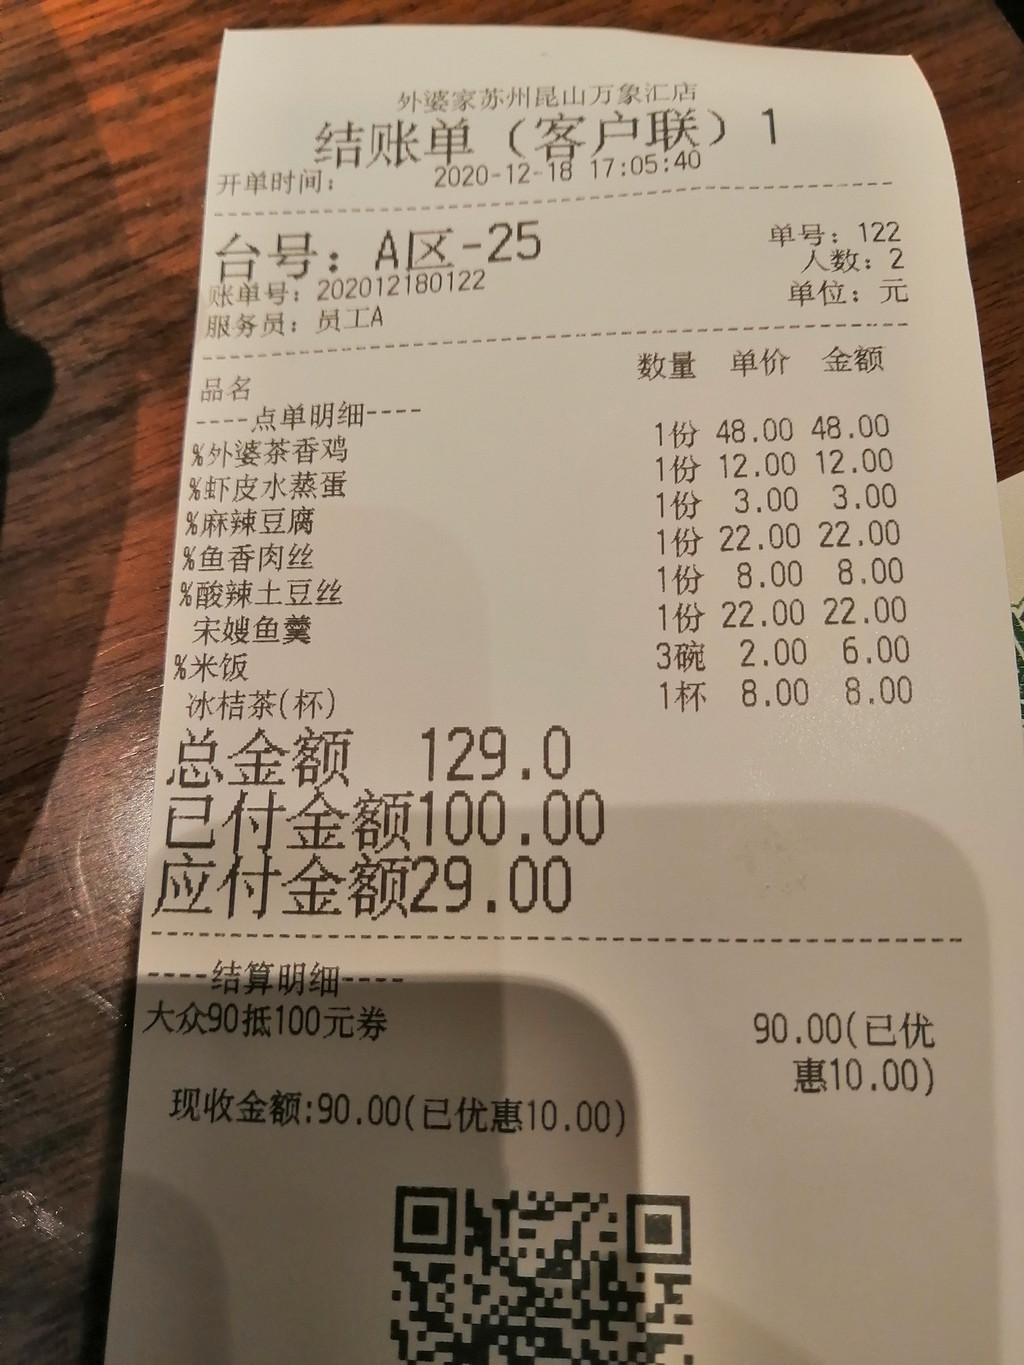 外婆家苏州昆山万象汇店
结账单（客户联）1
开单时间： 2020-12-18 17:05:40
台号：A区-25 单号：122
人数：2
账单号：202012180122 单位：元
服务员：员工A
品名 数量 单价 金额
----点单明细----
%外婆茶香鸡 1份 48.00 48.00
%虾皮水蒸蛋 1份 12.00 12.00
%麻辣豆腐 1份 3.00 3.00
%鱼香肉丝 1份 22.00 22.00
%酸辣土豆丝 1份 8.00 8.00
宋嫂鱼羹 1份 22.00 22.00
%米饭 3碗 2.00 6.00
冰桔茶(杯) 1杯 8.00 8.00
总金额 129.0
已付金额100.00
应付金额29.00
----结算明细----
大众90抵100元券 90.00(已优
惠10.00)
现收金额:90.00(已优惠10.00)